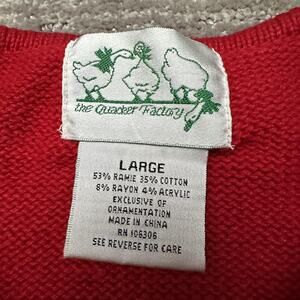 the Quacker Factory
LARGE
53% RAMIE 35% COTTON
8% RAYON 4% ACRYLIC
EXCLUSIVE OF
ORNAMENTATION
MADE IN CHINA
RN 106306
SEE REVERSE FOR CARE